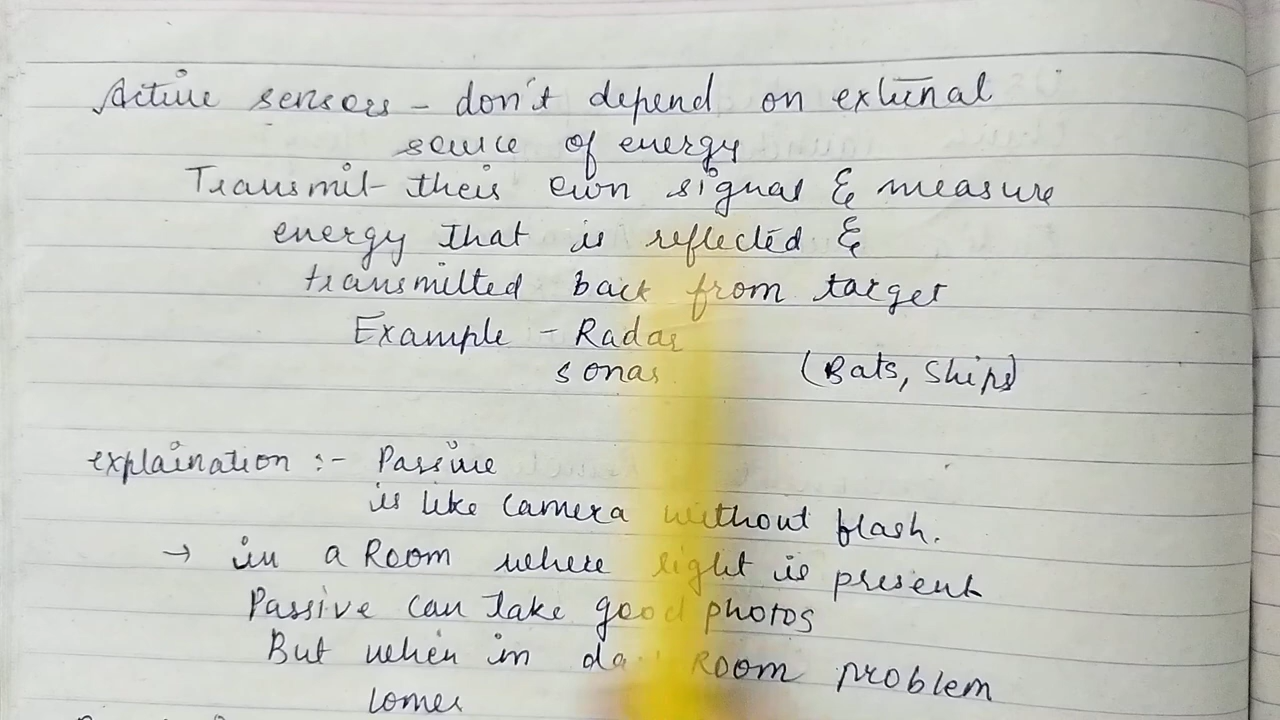 Active sensors - don't depend on external
source of energy
Transmit their own signal & measure
energy that is reflected &
transmitted back from target
Example - Radar
sonar (Bats, Ships)
explaination :- Passive
is like camera without flash.
→ in a Room where light is present
Passive can take good photos
But when in Room problem
comes